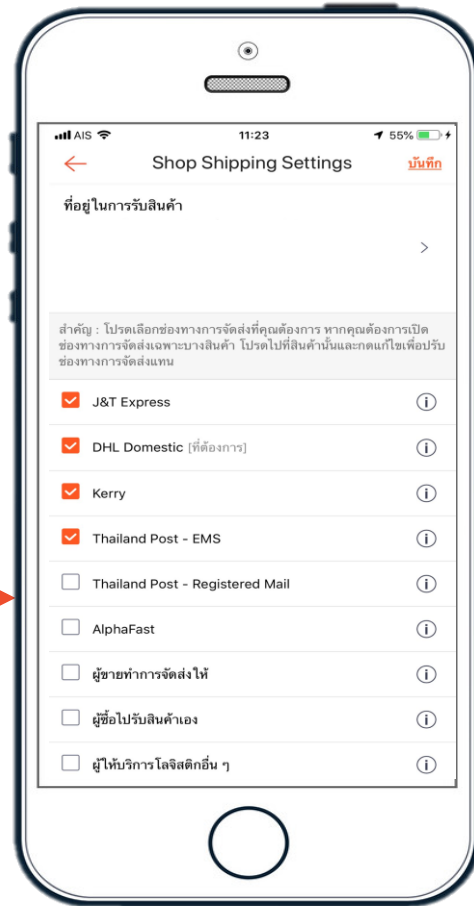 AIS 11:23 55%
Shop Shipping Settings บันทึก
ที่อยู่ในการรับสินค้า
สำคัญ : โปรดเลือกช่องทางการจัดส่งที่คุณต้องการ หากคุณต้องการเปิด
ช่องทางการจัดส่งเฉพาะบางสินค้า โปรดไปที่สินค้านั้นและกดแก้ไขเพื่อปรับ
ช่องทางการจัดส่งแทน
J&T Express
DHL Domestic [ที่ต้องการ]
Kerry
Thailand Post - EMS
Thailand Post - Registered Mail
AlphaFast
ผู้ขายทำการจัดส่งให้
ผู้ซื้อไปรับสินค้าเอง
ผู้ให้บริการโลจิสติกอื่น ๆ